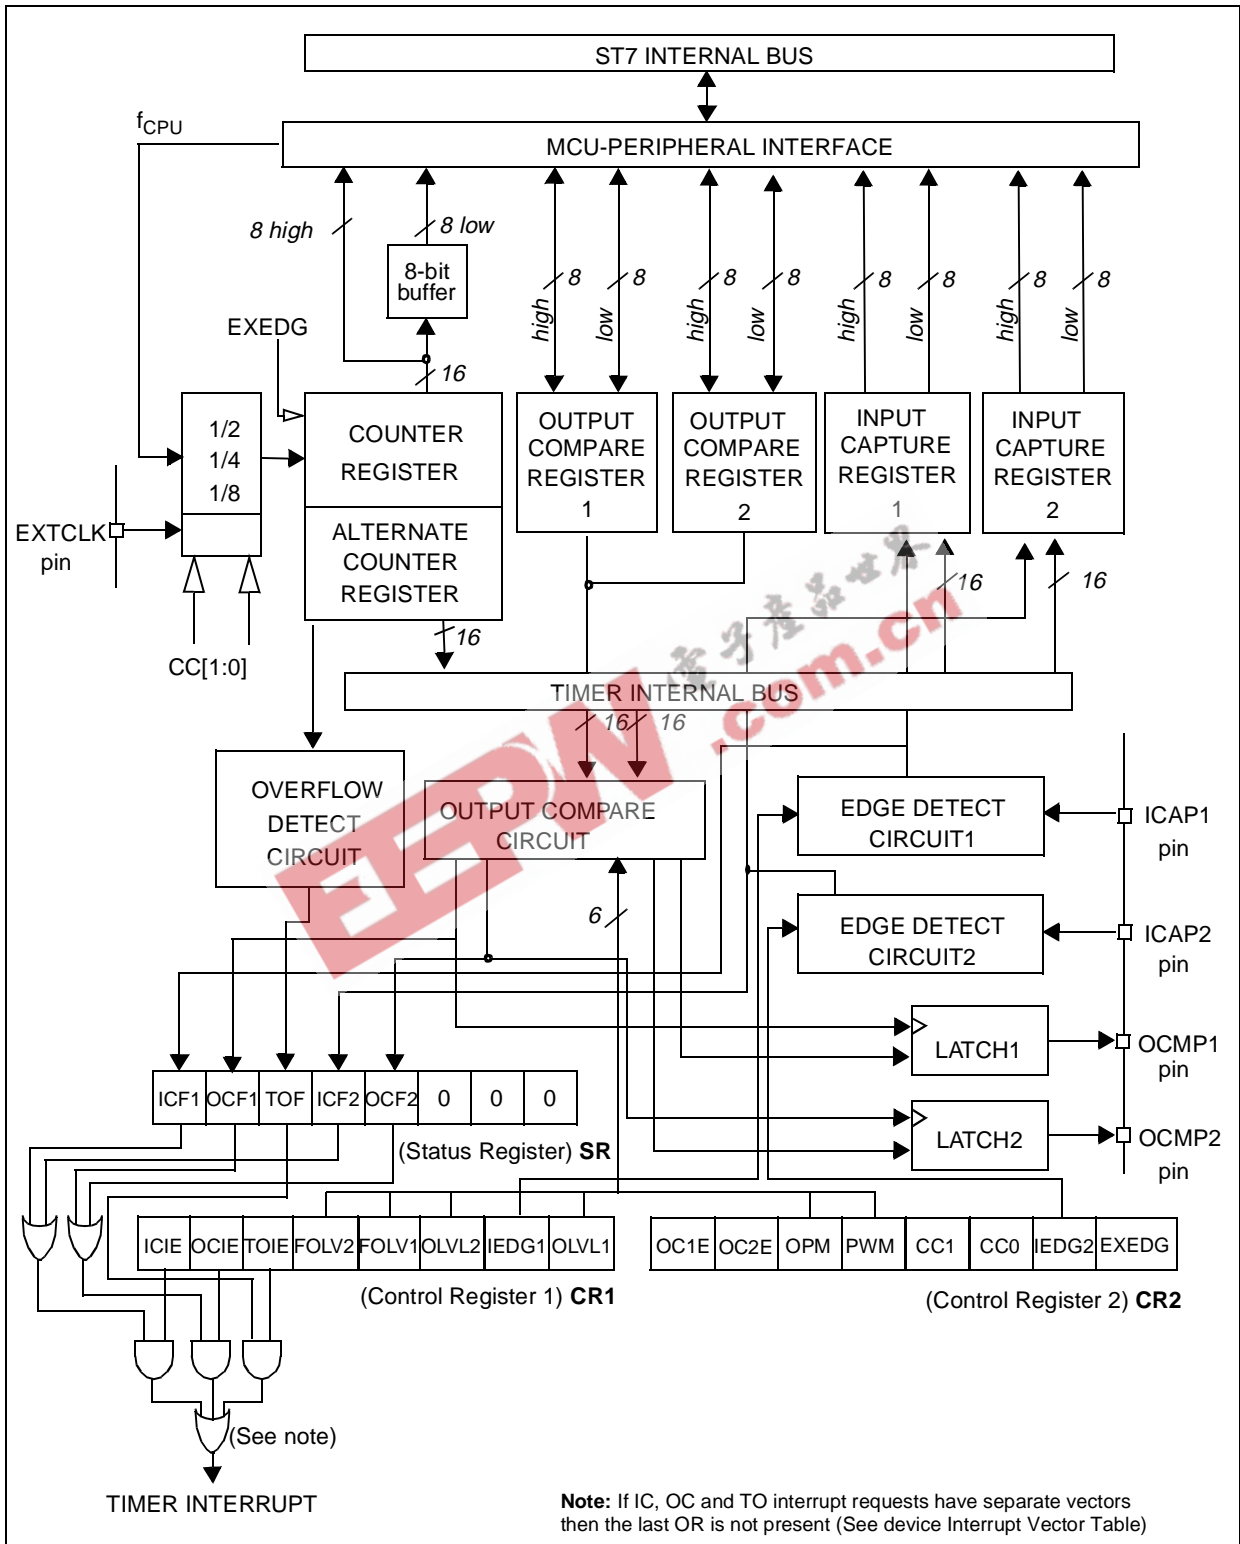 ST7 INTERNAL BUS
fCPU
MCU-PERIPHERAL INTERFACE
8 high
8 low
8-bit
buffer
EXEDG
16
high
8
low
8
high
8
low
8
high
8
low
8
high
8
low
8
1/2
1/4
1/8
COUNTER
REGISTER
ALTERNATE
COUNTER
REGISTER
OUTPUT
COMPARE
REGISTER
1
OUTPUT
COMPARE
REGISTER
2
INPUT
CAPTURE
REGISTER
1
INPUT
CAPTURE
REGISTER
2
EXTCLK
pin
CC[1:0]
16
16
16
電子產品世界
EEPW.com.cn
TIMER INTERNAL BUS
16
16
OVERFLOW
DETECT
CIRCUIT
OUTPUT COMPARE
CIRCUIT
6
EDGE DETECT
CIRCUIT1
ICAP1
pin
EDGE DETECT
CIRCUIT2
ICAP2
pin
LATCH1
OCMP1
pin
LATCH2
OCMP2
pin
ICF1 OCF1 TOF ICF2 OCF2 0 0 0
(Status Register) SR
ICIE OCIE TOIE FOLV2 FOLV1 OLVL2 IEDG1 OLVL1
(Control Register 1) CR1
OC1E OC2E OPM PWM CC1 CC0 IEDG2 EXEDG
(Control Register 2) CR2
(See note)
TIMER INTERRUPT
Note: If IC, OC and TO interrupt requests have separate vectors
then the last OR is not present (See device Interrupt Vector Table)